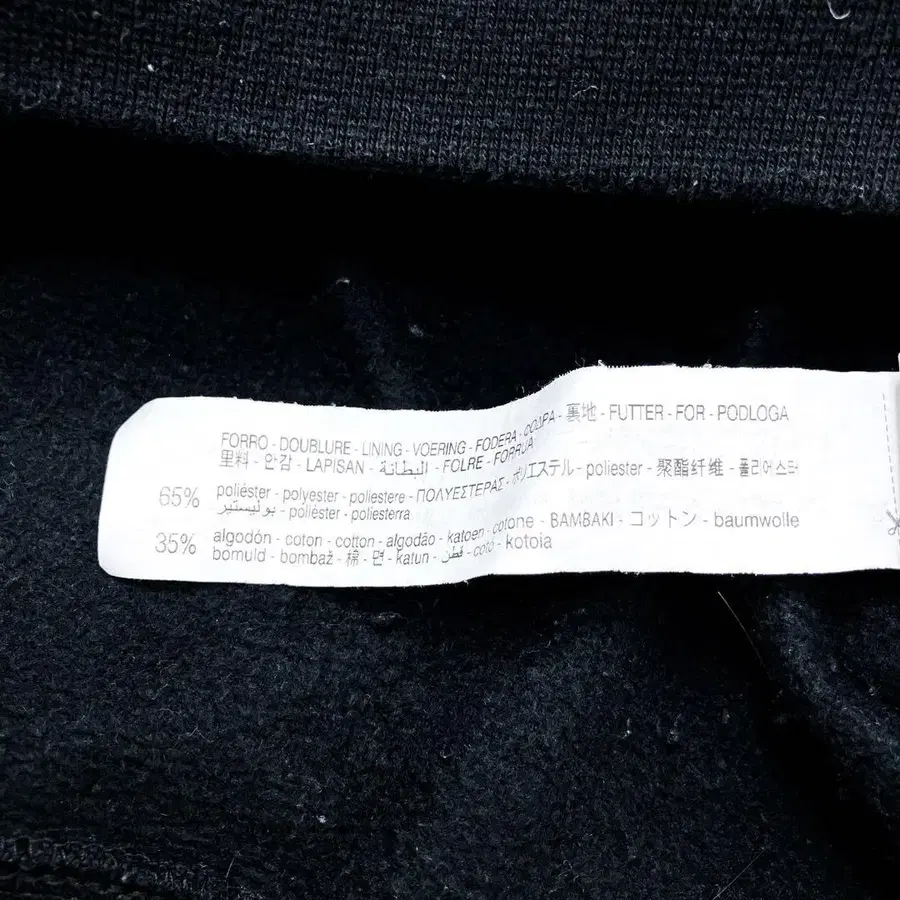 FORRO - DOUBLURE - LINING - VOERING - FODERA - ΦΟΔΡΑ - 裏地 - FUTTER - FOR - PODLOGA
里料 - 안감 - LAPISAN - البطانة - FOLRE - FORRUA
65% poliéster - polyester - poliestere - ΠΟΛΥΕΣΤΕΡΑΣ - ポリエステル - poliester - 聚酯纤维 - 폴리에스터
بوليستير - polièster - poliesterra
35% algodón - coton - cotton - algodão - katoen - cotone - BAMBAKI - コットン - baumwolle
bomuld - bombaž - 棉 - 면 - katun - قطن - cotó - kotoia